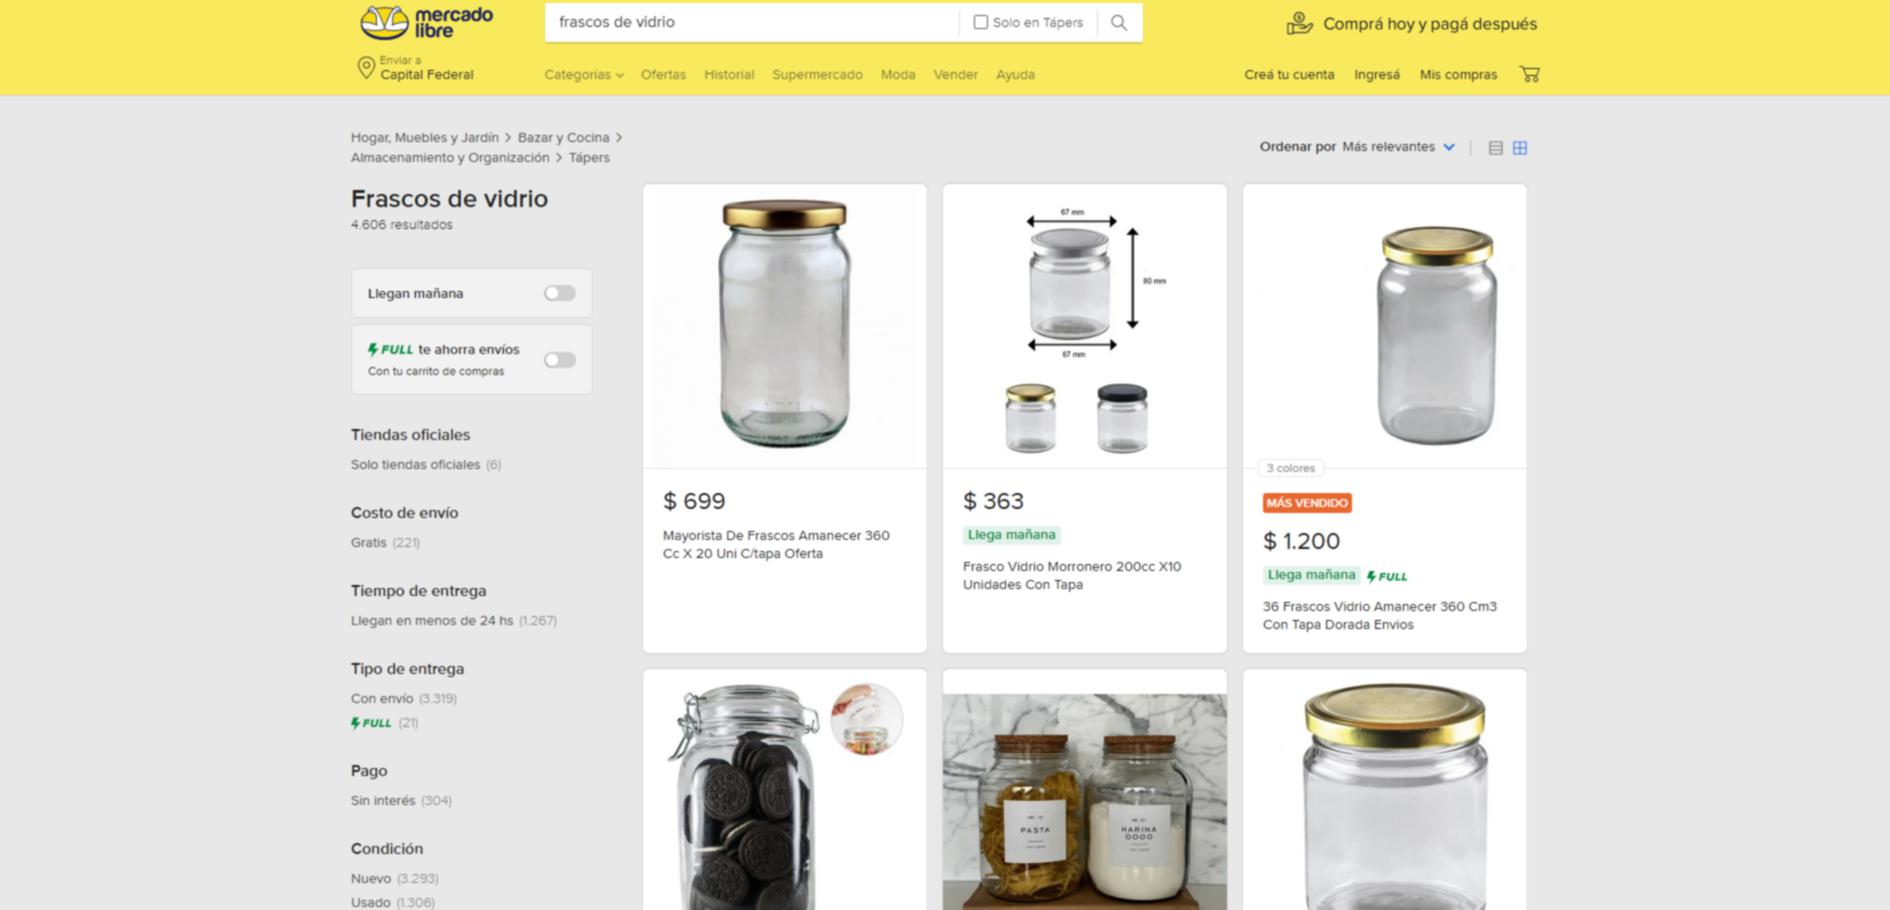 mercado
libre
frascos de vidrio
Solo en Tápers
Comprá hoy y pagá después
Enviar a
Capital Federal
Categorías
Ofertas
Historial
Supermercado
Moda
Vender
Ayuda
Creá tu cuenta
Ingresá
Mis compras
Hogar, Muebles y Jardín > Bazar y Cocina >
Almacenamiento y Organización > Tápers
Ordenar por Más relevantes
Frascos de vidrio
4.606 resultados
Llegan mañana
FULL te ahorra envíos
Con tu carrito de compras
Tiendas oficiales
Solo tiendas oficiales (6)
Costo de envío
Gratis (221)
Tiempo de entrega
Llegan en menos de 24 hs (1.267)
Tipo de entrega
Con envío (3.319)
FULL (21)
Pago
Sin interés (304)
Condición
Nuevo (3.293)
Usado (1.306)
$ 699
Mayorista De Frascos Amanecer 360
Cc X 20 Uni C/tapa Oferta
67 mm
80 mm
67 mm
$ 363
Llega mañana
Frasco Vidrio Morronero 200cc X10
Unidades Con Tapa
3 colores
MÁS VENDIDO
$ 1.200
Llega mañana FULL
36 Frascos Vidrio Amanecer 360 Cm3
Con Tapa Dorada Envios
PASTA
HARINA
0000